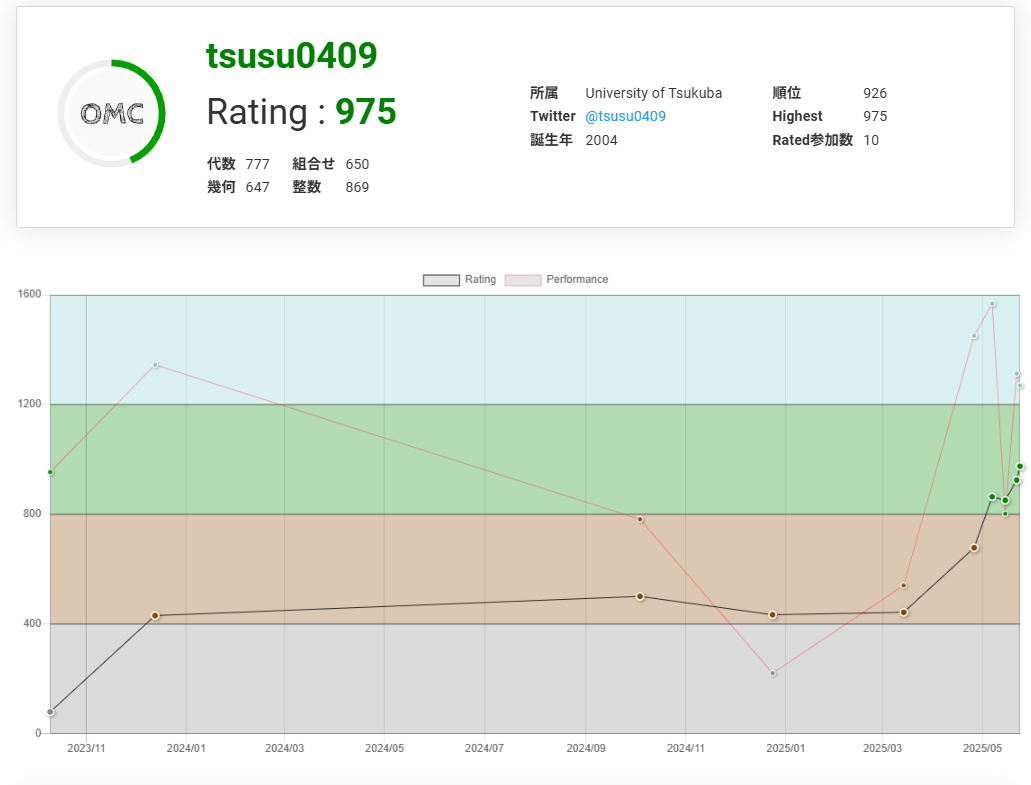 OMC
tsusu0409
Rating : 975
代数 777 組合せ 650
幾何 647 整数 869
所属 University of Tsukuba
Twitter @tsusu0409
誕生年 2004
順位 926
Highest 975
Rated参加数 10
Rating Performance
1600
1200
800
400
0
2023/11 2024/01 2024/03 2024/05 2024/07 2024/09 2024/11 2025/01 2025/03 2025/05